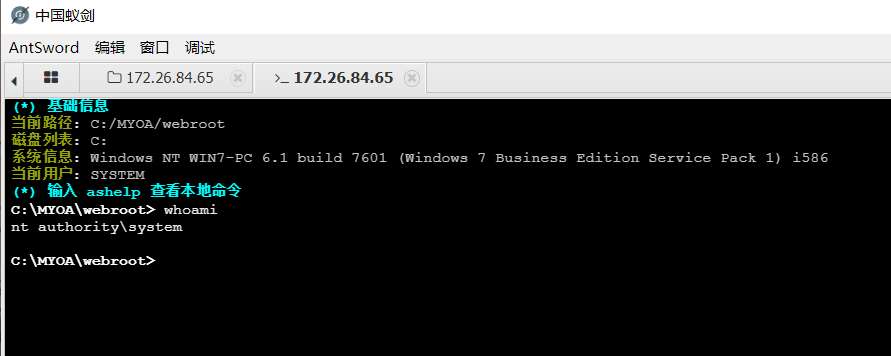 中国蚁剑
AntSword 编辑 窗口 调试
172.26.84.65 >_ 172.26.84.65
(*) 基础信息
当前路径: C:/MYOA/webroot
磁盘列表: C:
系统信息: Windows NT WIN7-PC 6.1 build 7601 (Windows 7 Business Edition Service Pack 1) i586
当前用户: SYSTEM
(*) 输入 ashelp 查看本地命令
C:\MYOA\webroot> whoami
nt authority\system
C:\MYOA\webroot>